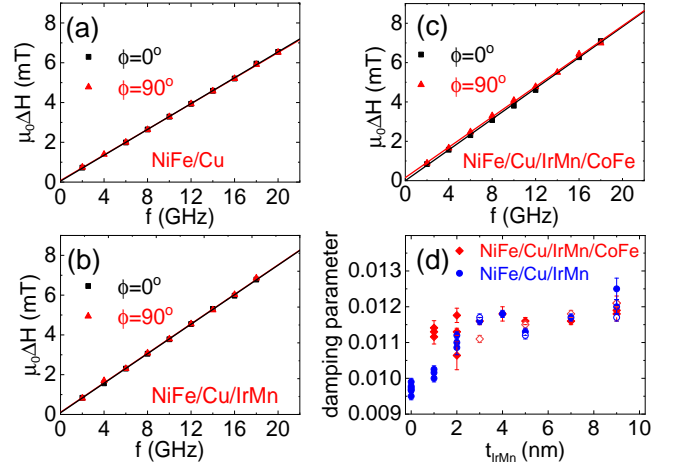 (a)
8
6
4
2
0
μ₀ΔH (mT)
ϕ=0°
ϕ=90°
NiFe/Cu
0 4 8 12 16 20
f (GHz)
(c)
8
6
4
2
0
μ₀ΔH (mT)
ϕ=0°
ϕ=90°
NiFe/Cu/IrMn/CoFe
0 4 8 12 16 20
f (GHz)
(b)
8
6
4
2
0
μ₀ΔH (mT)
ϕ=0°
ϕ=90°
NiFe/Cu/IrMn
0 4 8 12 16 20
f (GHz)
(d)
NiFe/Cu/IrMn/CoFe
NiFe/Cu/IrMn
0.013
0.012
0.011
0.010
0.009
damping parameter
0 2 4 6 8 10
t_IrMn (nm)